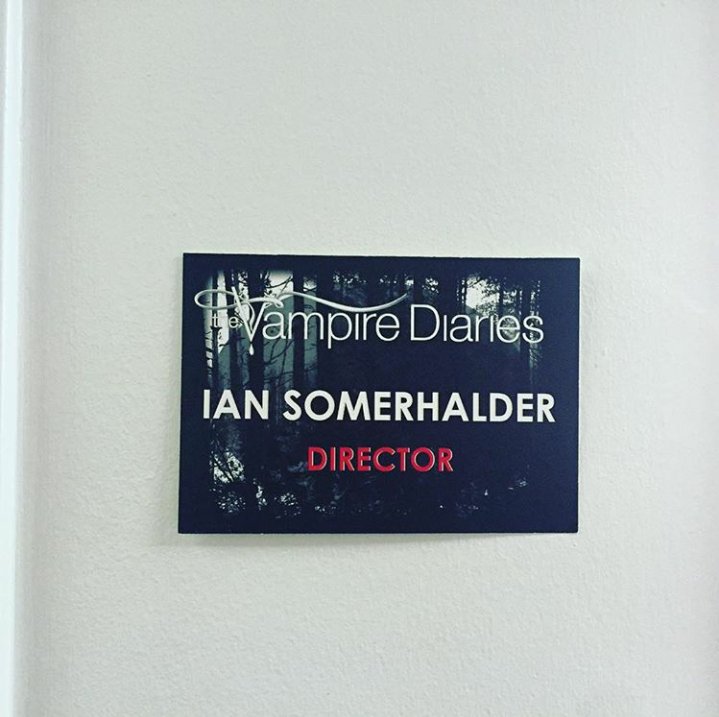 the Vampire Diaries
IAN SOMERHALDER
DIRECTOR